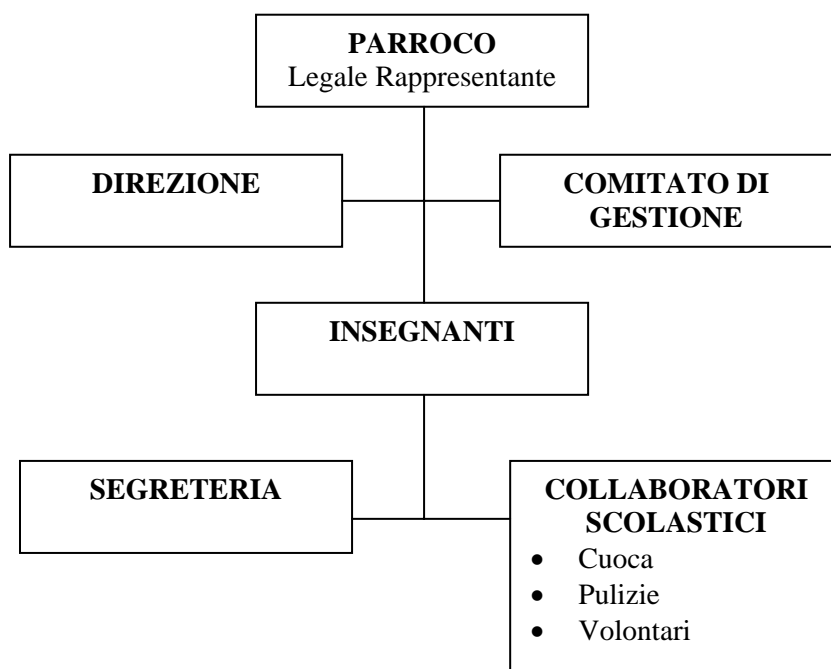 PARROCO
Legale Rappresentante
DIREZIONE
COMITATO DI
GESTIONE
INSEGNANTI
SEGRETERIA
COLLABORATORI
SCOLASTICI
• Cuoca
• Pulizie
• Volontari